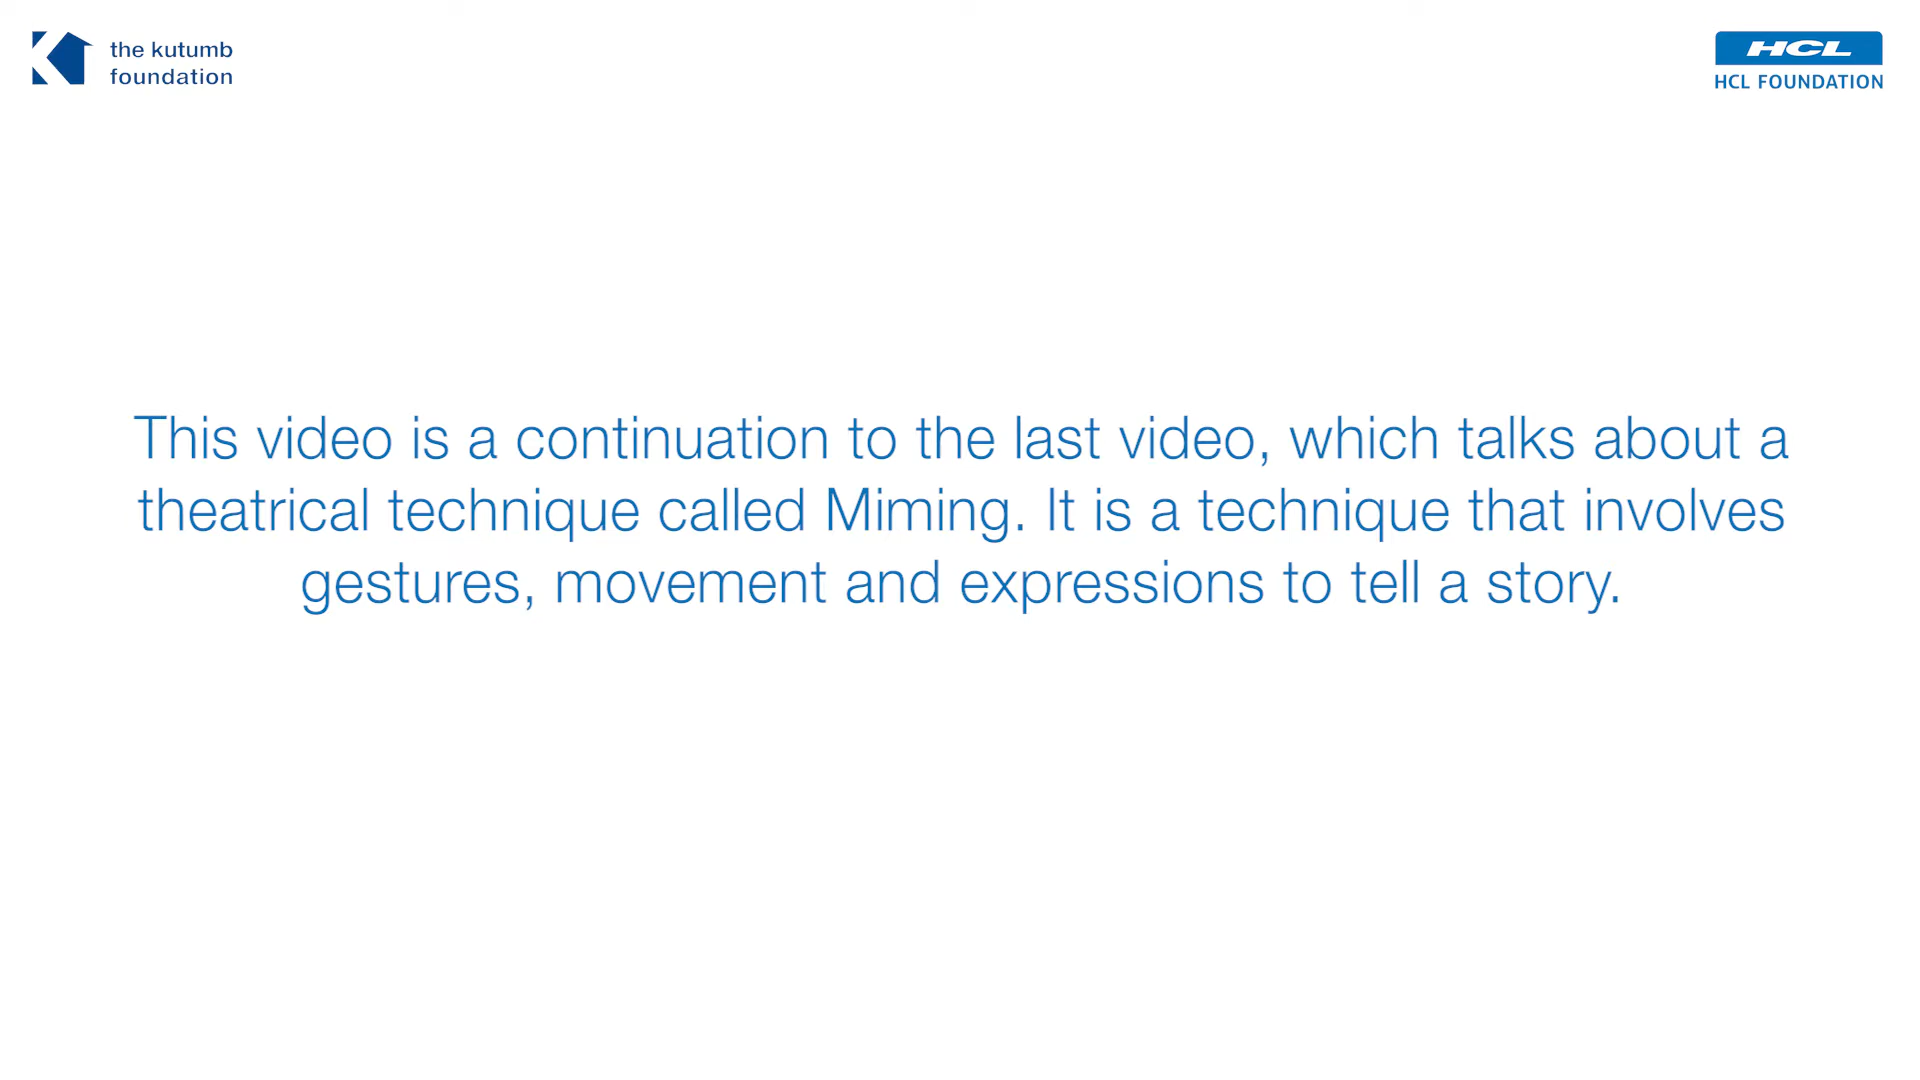 the kutumb
foundation
HCL
HCL FOUNDATION
This video is a continuation to the last video, which talks about a
theatrical technique called Miming. It is a technique that involves
gestures, movement and expressions to tell a story.